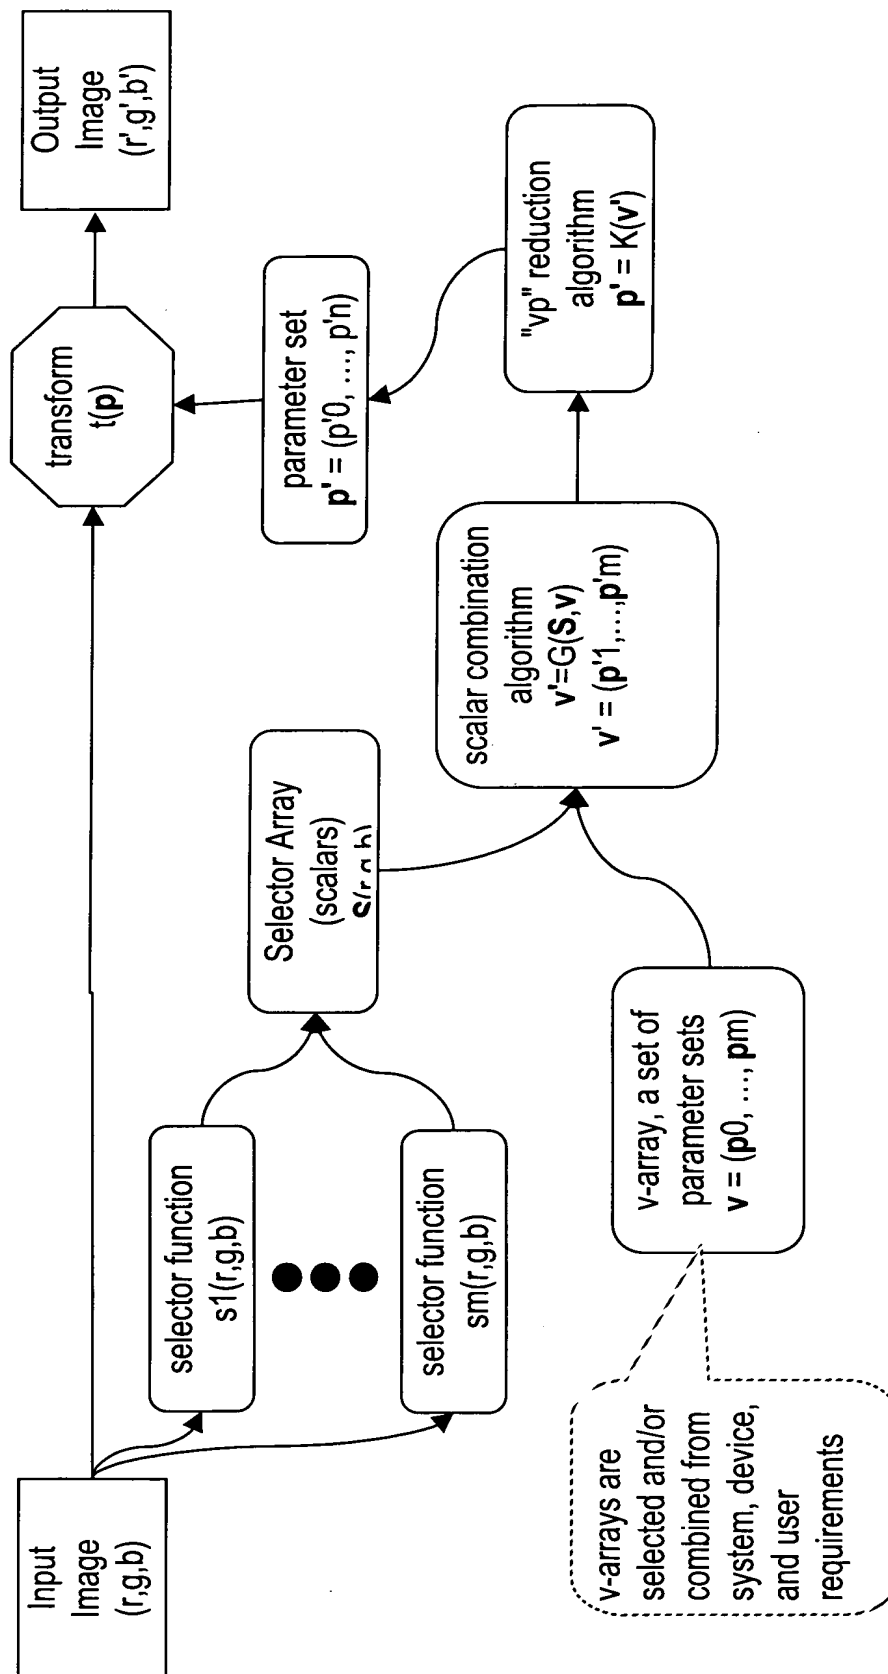 Input
Image
(r,g,b)
selector function
s1(r,g,b)
selector function
sm(r,g,b)
Selector Array
(scalars)
S(r,g,b)
v-arrays are
selected and/or
combined from
system, device,
and user
requirements
v-array, a set of
parameter sets
v = (p0, ..., pm)
scalar combination
algorithm
v'=G(S,v)
v' = (p'1,...,p'm)
"vp" reduction
algorithm
p' = K(v')
parameter set
p' = (p'0, ..., p'n)
transform
t(p)
Output
Image
(r',g',b')